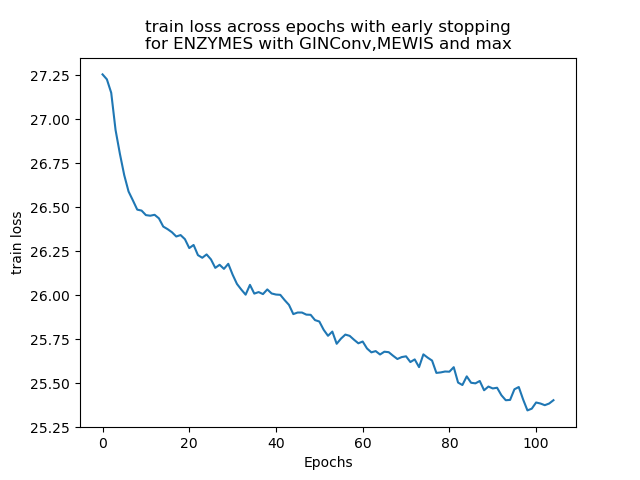 train loss across epochs with early stopping
for ENZYMES with GINConv,MEWIS and max
27.25
27.00
26.75
26.50
26.25
26.00
25.75
25.50
25.25
train loss
0 20 40 60 80 100
Epochs